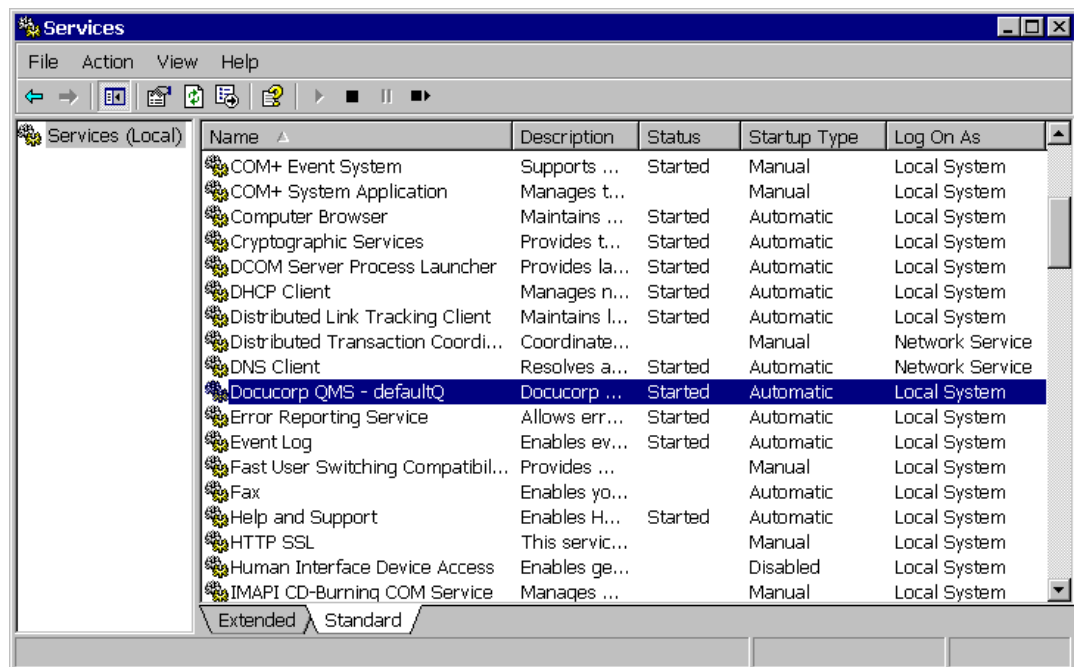 Services
File Action View Help
Services (Local)
Name Description Status Startup Type Log On As
COM+ Event System Supports ... Started Manual Local System
COM+ System Application Manages t... Manual Local System
Computer Browser Maintains ... Started Automatic Local System
Cryptographic Services Provides t... Started Automatic Local System
DCOM Server Process Launcher Provides la... Started Automatic Local System
DHCP Client Manages n... Started Automatic Local System
Distributed Link Tracking Client Maintains l... Started Automatic Local System
Distributed Transaction Coordi... Coordinate... Manual Network Service
DNS Client Resolves a... Started Automatic Network Service
Docucorp QMS - defaultQ Docucorp ... Started Automatic Local System
Error Reporting Service Allows err... Started Automatic Local System
Event Log Enables ev... Started Automatic Local System
Fast User Switching Compatibil... Provides ... Manual Local System
Fax Enables yo... Automatic Local System
Help and Support Enables H... Started Automatic Local System
HTTP SSL This servic... Manual Local System
Human Interface Device Access Enables ge... Disabled Local System
IMAPI CD-Burning COM Service Manages ... Manual Local System
Extended Standard